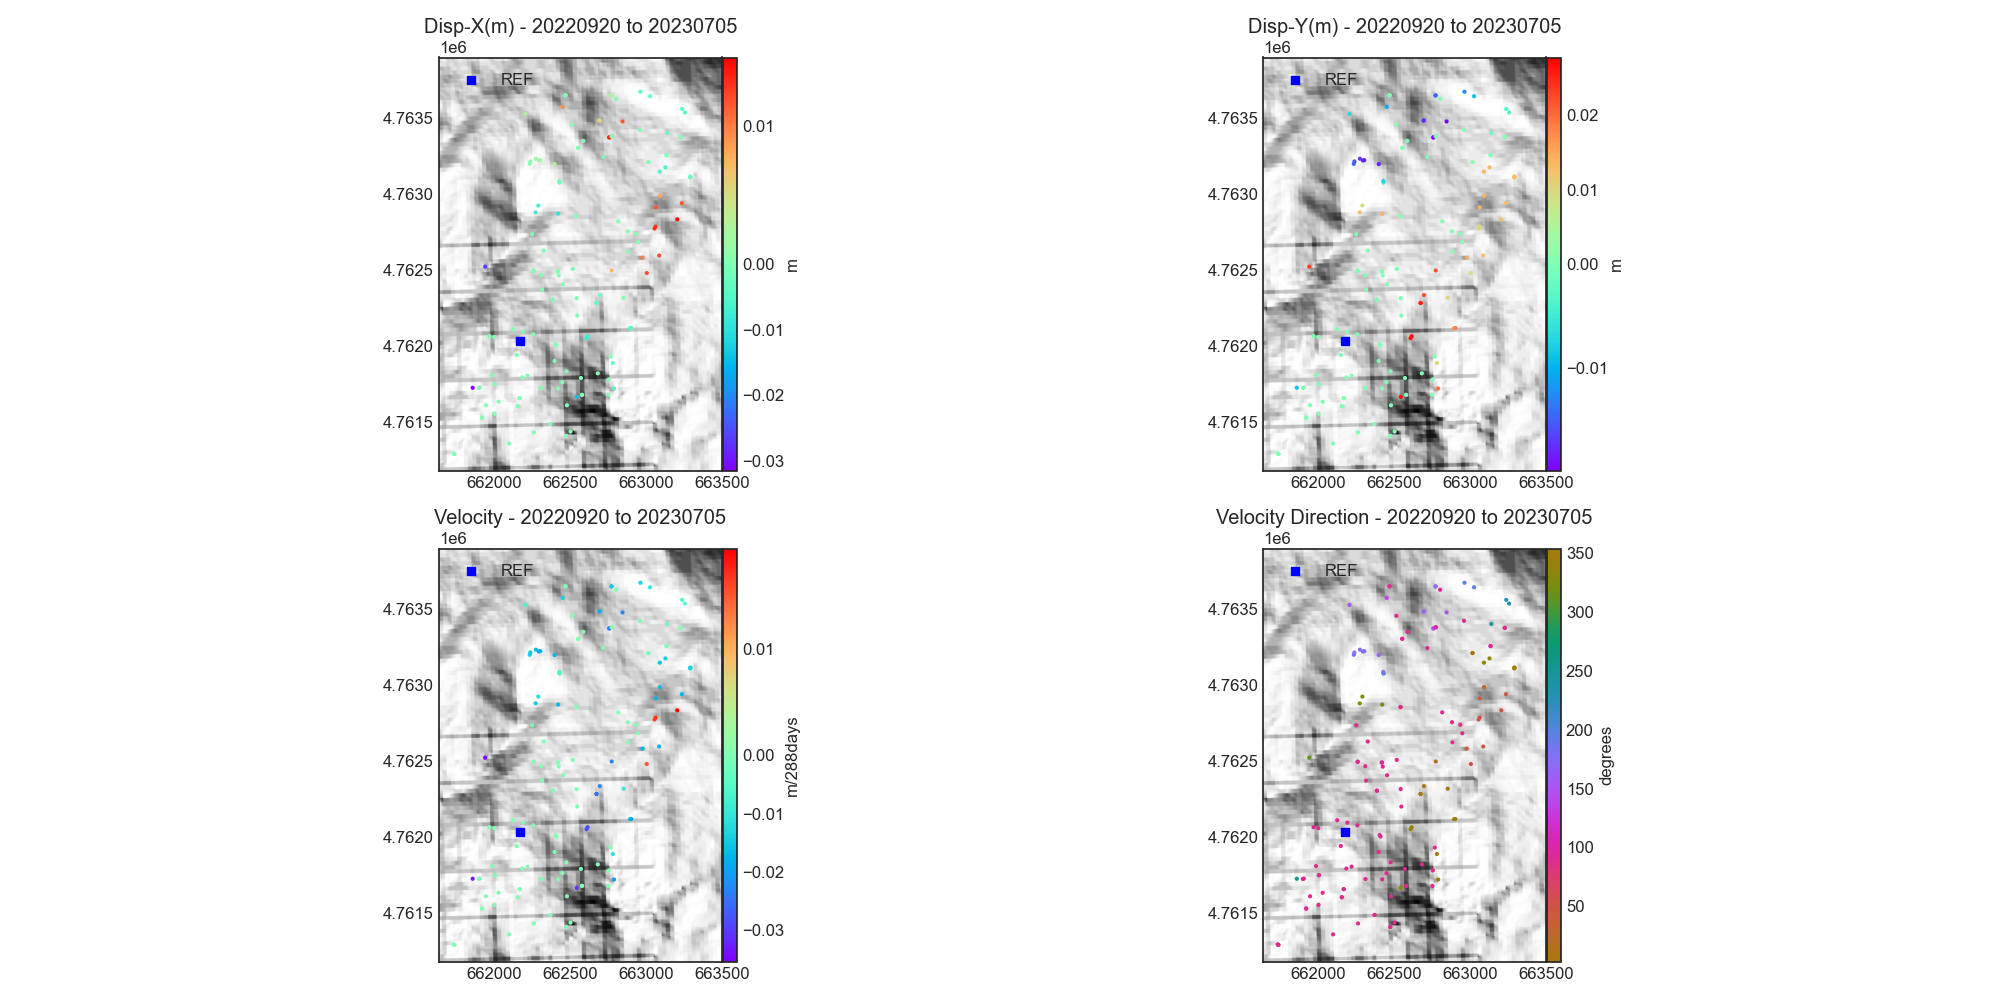 Disp-X(m) - 20220920 to 20230705
1e6
REF
4.7635
4.7630
4.7625
4.7620
4.7615
662000 662500 663000 663500
0.01
0.00
−0.01
−0.02
−0.03
m
Disp-Y(m) - 20220920 to 20230705
1e6
REF
4.7635
4.7630
4.7625
4.7620
4.7615
662000 662500 663000 663500
0.02
0.01
0.00
−0.01
m
Velocity - 20220920 to 20230705
1e6
REF
4.7635
4.7630
4.7625
4.7620
4.7615
662000 662500 663000 663500
0.01
0.00
−0.01
−0.02
−0.03
m/288days
Velocity Direction - 20220920 to 20230705
1e6
REF
4.7635
4.7630
4.7625
4.7620
4.7615
662000 662500 663000 663500
350
300
250
200
150
100
50
degrees